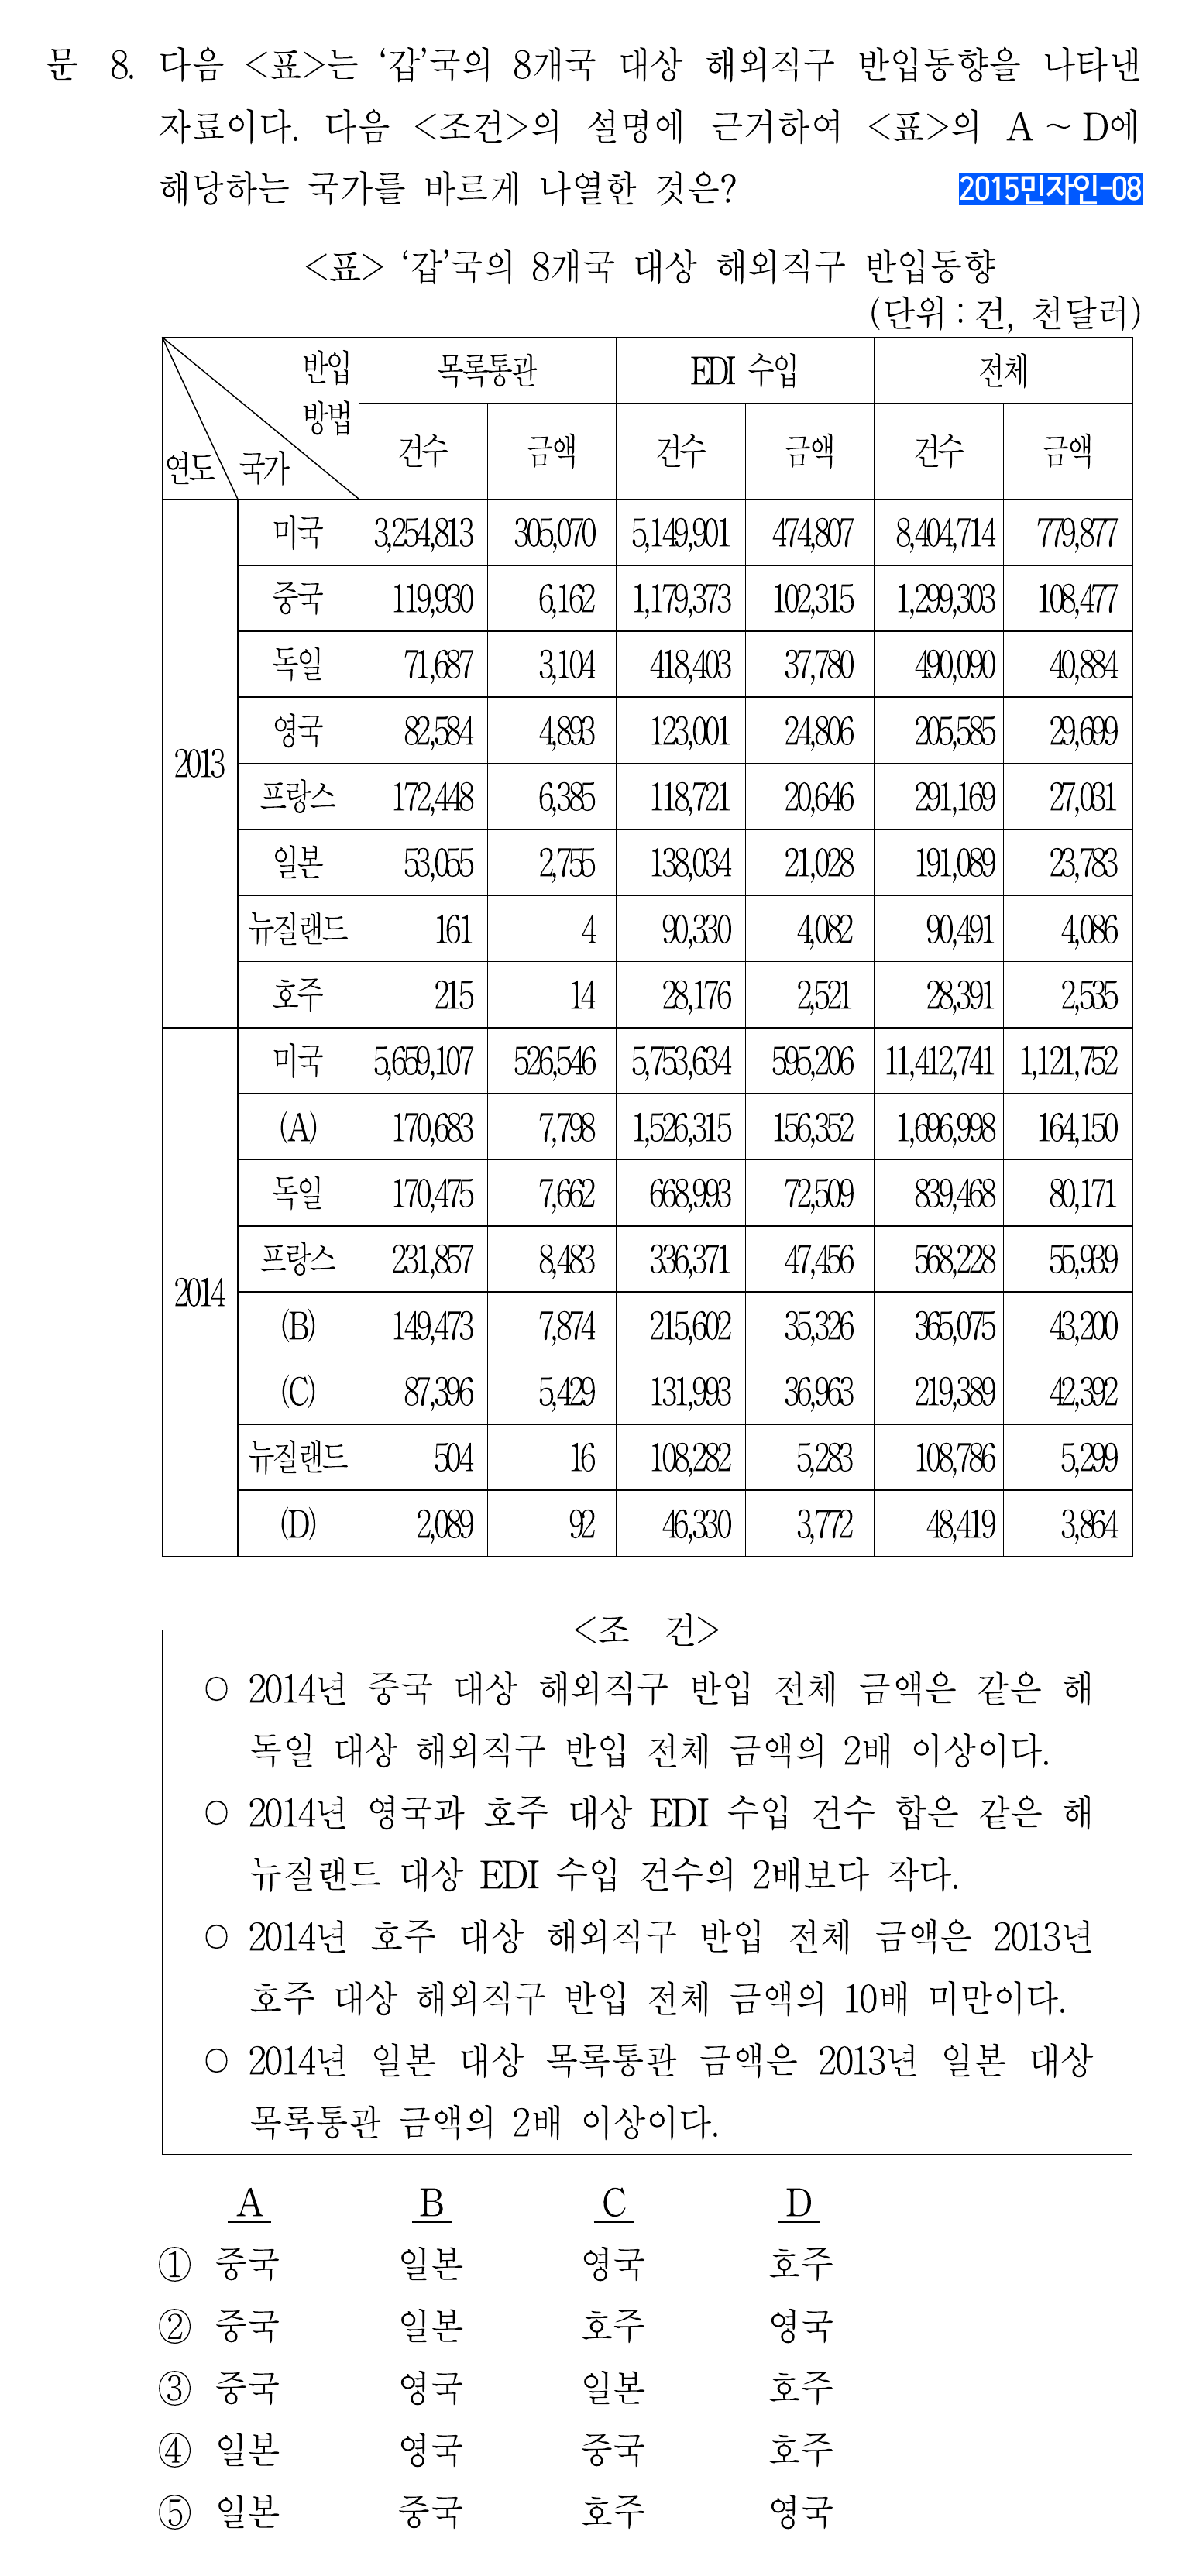 문 8. 다음 <표>는 ‘갑’국의 8개국 대상 해외직구 반입동향을 나타낸
자료이다. 다음 <조건>의 설명에 근거하여 <표>의 A ~ D에
해당하는 국가를 바르게 나열한 것은?
2015민자인-08
<표> ‘갑’국의 8개국 대상 해외직구 반입동향
(단위 : 건, 천달러)
반입 방법 목록통관 EDI 수입 전체
연도 국가 건수 금액 건수 금액 건수 금액
2013
미국 3,254,813 305,070 5,149,901 474,807 8,404,714 779,877
중국 119,930 6,162 1,179,373 102,315 1,299,303 108,477
독일 71,687 3,104 418,403 37,780 490,090 40,884
영국 82,584 4,893 123,001 24,806 205,585 29,699
프랑스 172,448 6,385 118,721 20,646 291,169 27,031
일본 53,055 2,755 138,034 21,028 191,089 23,783
뉴질랜드 161 4 90,330 4,082 90,491 4,086
호주 215 14 28,176 2,521 28,391 2,535
2014
미국 5,659,107 526,546 5,753,634 595,206 11,412,741 1,121,752
(A) 170,683 7,798 1,526,315 156,352 1,696,998 164,150
독일 170,475 7,662 668,993 72,509 839,468 80,171
프랑스 231,857 8,483 336,371 47,456 568,228 55,939
(B) 149,473 7,874 215,602 35,326 365,075 43,200
(C) 87,396 5,429 131,993 36,963 219,389 42,392
뉴질랜드 504 16 108,282 5,283 108,786 5,299
(D) 2,089 92 46,330 3,772 48,419 3,864
<조 건>
○ 2014년 중국 대상 해외직구 반입 전체 금액은 같은 해
독일 대상 해외직구 반입 전체 금액의 2배 이상이다.
○ 2014년 영국과 호주 대상 EDI 수입 건수 합은 같은 해
뉴질랜드 대상 EDI 수입 건수의 2배보다 작다.
○ 2014년 호주 대상 해외직구 반입 전체 금액은 2013년
호주 대상 해외직구 반입 전체 금액의 10배 미만이다.
○ 2014년 일본 대상 목록통관 금액은 2013년 일본 대상
목록통관 금액의 2배 이상이다.
A B C D
① 중국 일본 영국 호주
② 중국 일본 호주 영국
③ 중국 영국 일본 호주
④ 일본 영국 중국 호주
⑤ 일본 중국 호주 영국